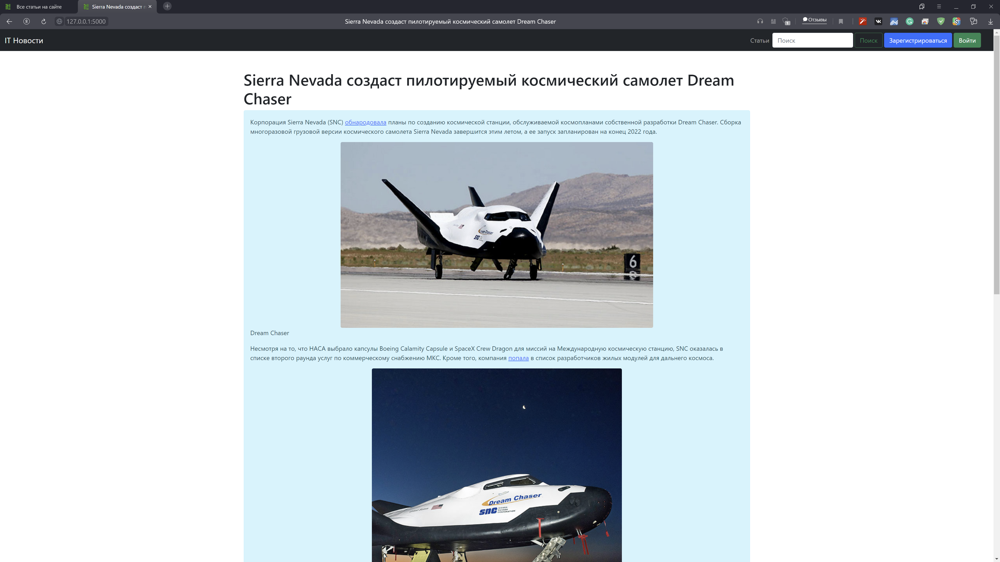 it! Все статьи на сайте
it! Sierra Nevada создаст п
127.0.0.1:5000
Sierra Nevada создаст пилотируемый космический самолет Dream Chaser
1
Отзывы
IT Новости
Статьи
Поиск
Поиск
Зарегистрироваться
Войти
Sierra Nevada создаст пилотируемый космический самолет Dream
Chaser
Корпорация Sierra Nevada (SNC) обнародовала планы по созданию космической станции, обслуживаемой космопланами собственной разработки Dream Chaser. Сборка
многоразовой грузовой версии космического самолета Sierra Nevada завершится этим летом, а ее запуск запланирован на конец 2022 года.
Dream Chaser
SNC
6
Dream Chaser
Несмотря на то, что НАСА выбрало капсулы Boeing Calamity Capsule и SpaceX Crew Dragon для миссий на Международную космическую станцию, SNC оказалась в
списке второго раунда услуг по коммерческому снабжению МКС. Кроме того, компания попала в список разработчиков жилых модулей для дальнего космоса.
Dream Chaser
SNC SIERRA
NEVADA
CORPORATION
United States